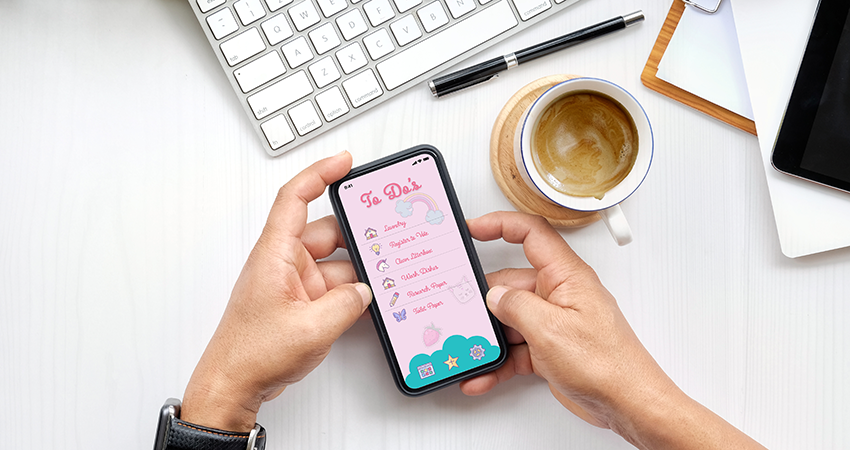 W
A S D F
Z X C V B
control option command command
9:41
To Do's
Laundry
Register to Vote
Clean Litterbox
Wash Dishes
Research Paper
Toilet Paper